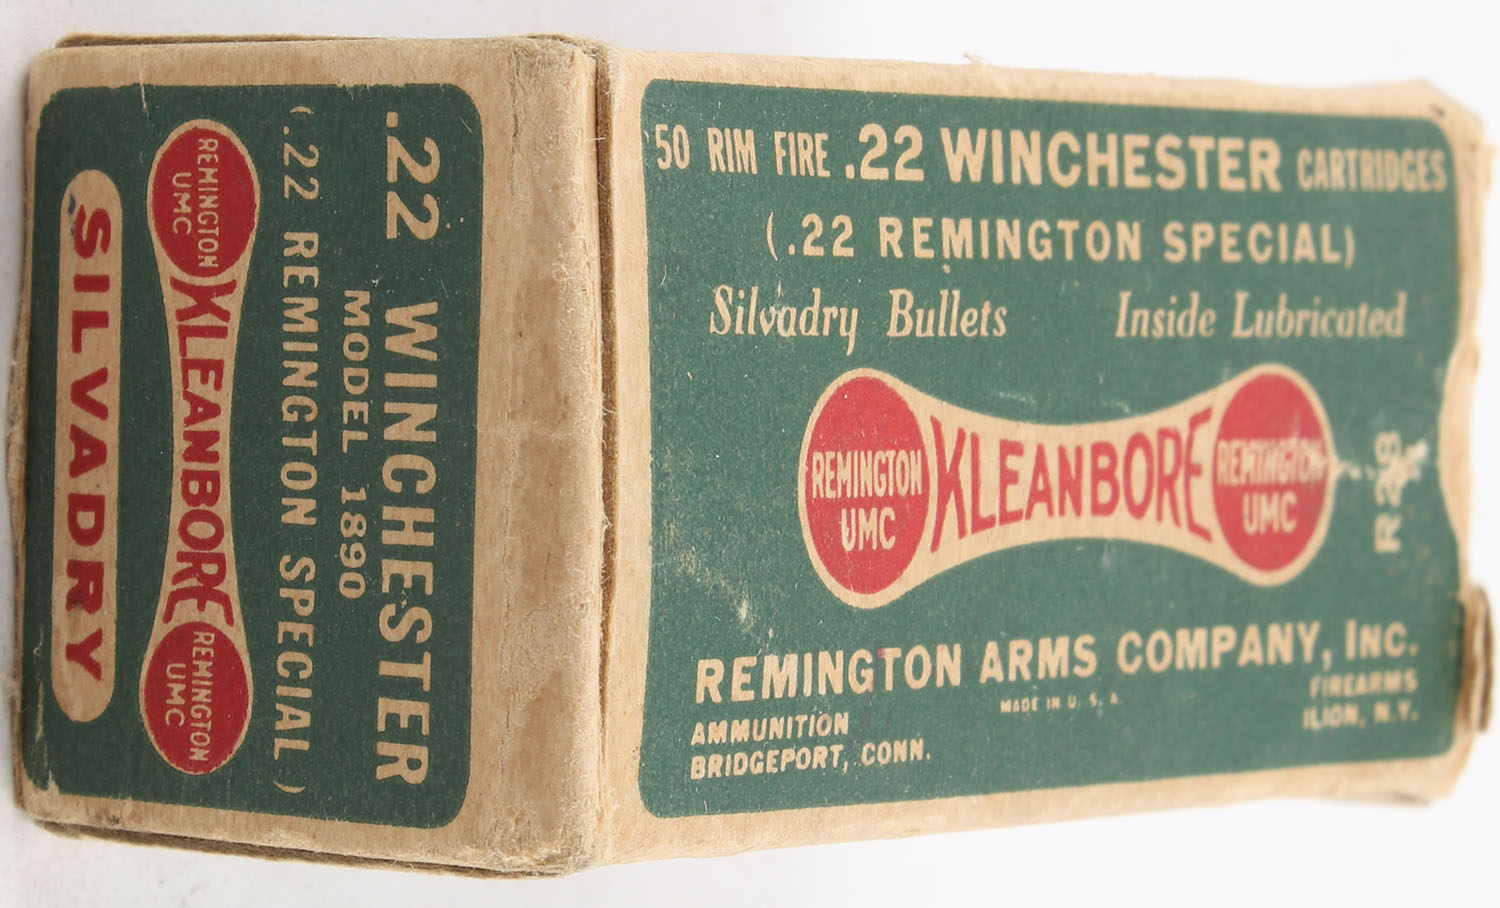 .22 WINCHESTER
MODEL 1890
(.22 REMINGTON SPECIAL)
REMINGTON
UMC
KLEANBORE
REMINGTON
UMC
SILVADRY
50 RIM FIRE .22 WINCHESTER CARTRIDGES
(.22 REMINGTON SPECIAL)
Silvadry Bullets Inside Lubricated
REMINGTON
UMC
KLEANBORE
REMINGTON
UMC
REMINGTON ARMS COMPANY, INC.
MADE IN U. S. A.
AMMUNITION
BRIDGEPORT, CONN.
FIREARMS
ILION, N.Y.